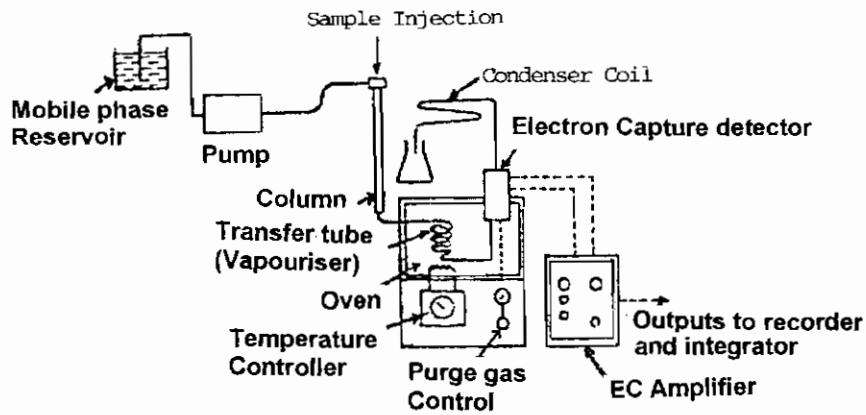 Sample Injection
Condenser Coil
Mobile phase
Reservoir
Pump
Electron Capture detector
Column
Transfer tube
(Vapouriser)
Oven
Temperature
Controller
Purge gas
Control
Outputs to recorder
and integrator
EC Amplifier